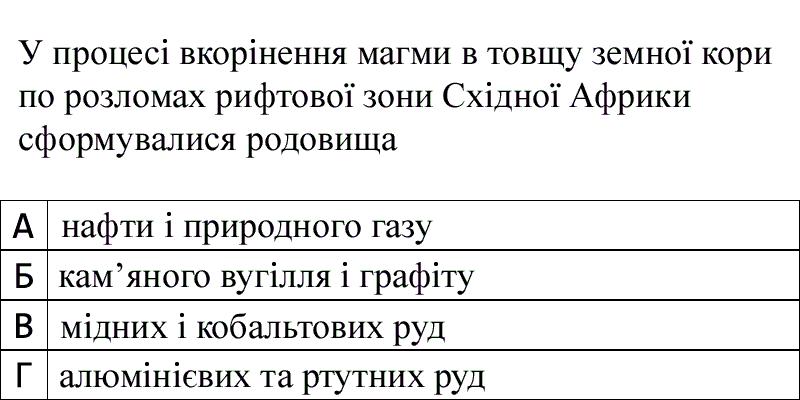 У процесі вкорінення магми в товщу земної кори
по розломах рифтової зони Східної Африки
сформувалися родовища
А нафти і природного газу
Б кам’яного вугілля і графіту
В мідних і кобальтових руд
Г алюмінієвих та ртутних руд